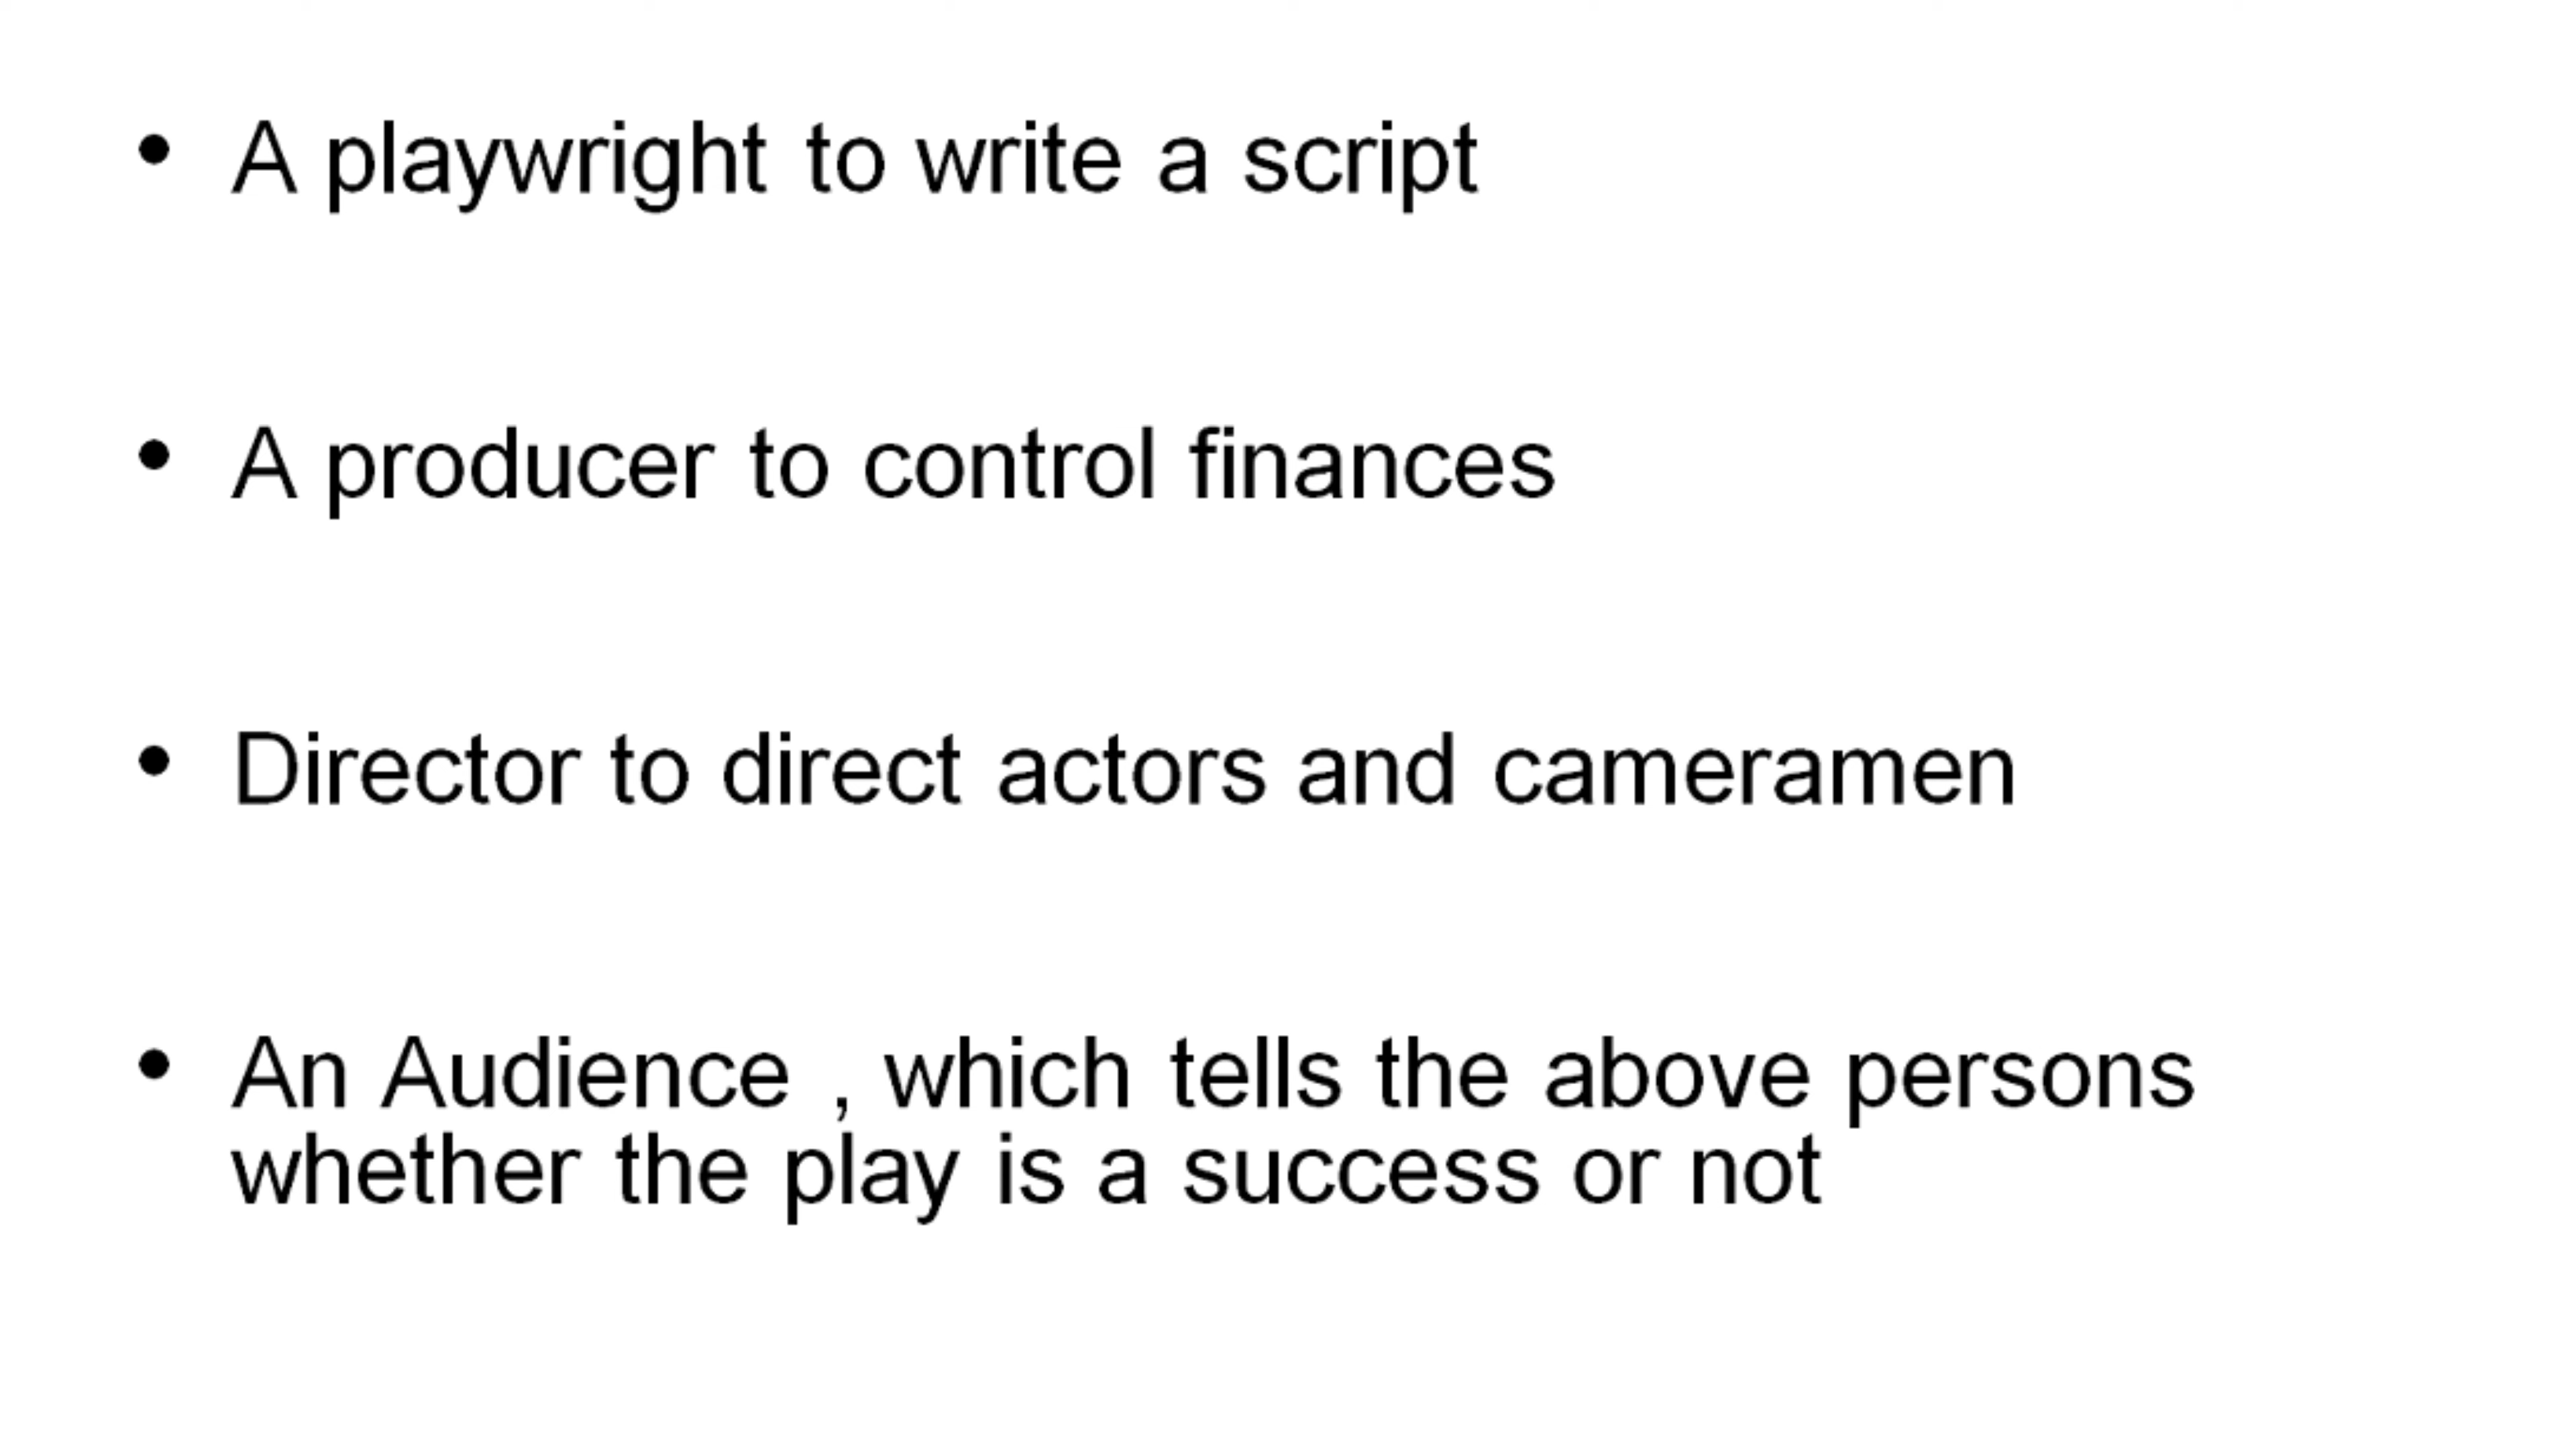 • A playwright to write a script
• A producer to control finances
• Director to direct actors and cameramen
• An Audience , which tells the above persons
whether the play is a success or not